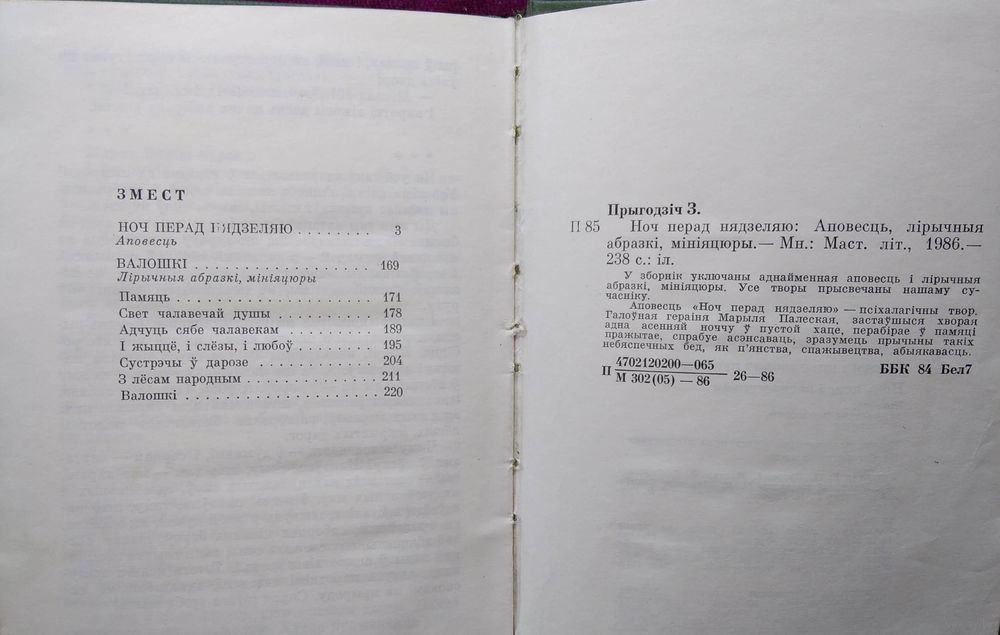 ЗМЕСТ
НОЧ ПЕРАД НЯДЗЕЛЯЮ . . . . . . . . 3
Аповесць
ВАЛОШКІ . . . . . . . . . . . . . . . . . 169
Лірычныя абразкі, мініяцюры
Памяць . . . . . . . . . . . . . . . . . . . 171
Свет чалавечай душы . . . . . . . . . . 178
Адчуць сябе чалавекам . . . . . . . . . 189
І жыццё, і слёзы, і любоў . . . . . . . . 195
Сустрэчы ў дарозе . . . . . . . . . . . . 204
З лёсам народным . . . . . . . . . . . . 211
Валошкі . . . . . . . . . . . . . . . . . . . 220
Прыгодзіч З.
П 85 Ноч перад нядзеляю: Аповесць, лірычныя
абразкі, мініяцюры.— Мн.: Маст. літ., 1986.—
238 с.: іл.
У зборнік уключаны аднайменная аповесць і лірычныя
абразкі, мініяцюры. Усе творы прысвечаны нашаму су-
часніку.
Аповесць «Ноч перад нядзеляю» — псіхалагічны твор.
Галоўная гераіня Марыля Палеская, застаўшыся хворая
адна асенняй ноччу ў пустой хаце, перабірае ў памяці
пражытае, спрабуе асэнсаваць, зразумець прычыны такіх
небяспечных бед, як п'янства, спажывецтва, абыякавасць.
П 4702120200—065
М 302(05) — 86 26—86 ББК 84 Бел7